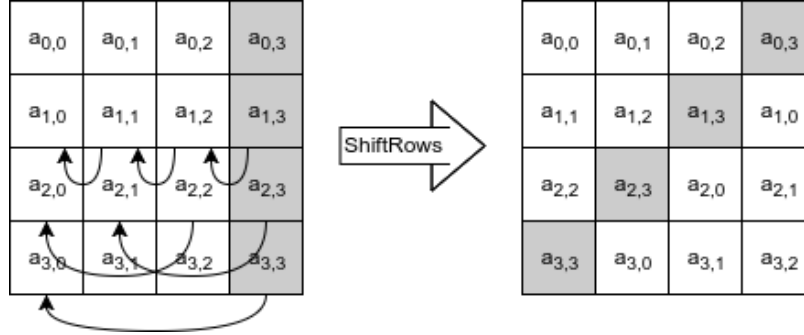 a0,0 a0,1 a0,2 a0,3
a1,0 a1,1 a1,2 a1,3
a2,0 a2,1 a2,2 a2,3
a3,0 a3,1 a3,2 a3,3
ShiftRows
a0,0 a0,1 a0,2 a0,3
a1,1 a1,2 a1,3 a1,0
a2,2 a2,3 a2,0 a2,1
a3,3 a3,0 a3,1 a3,2